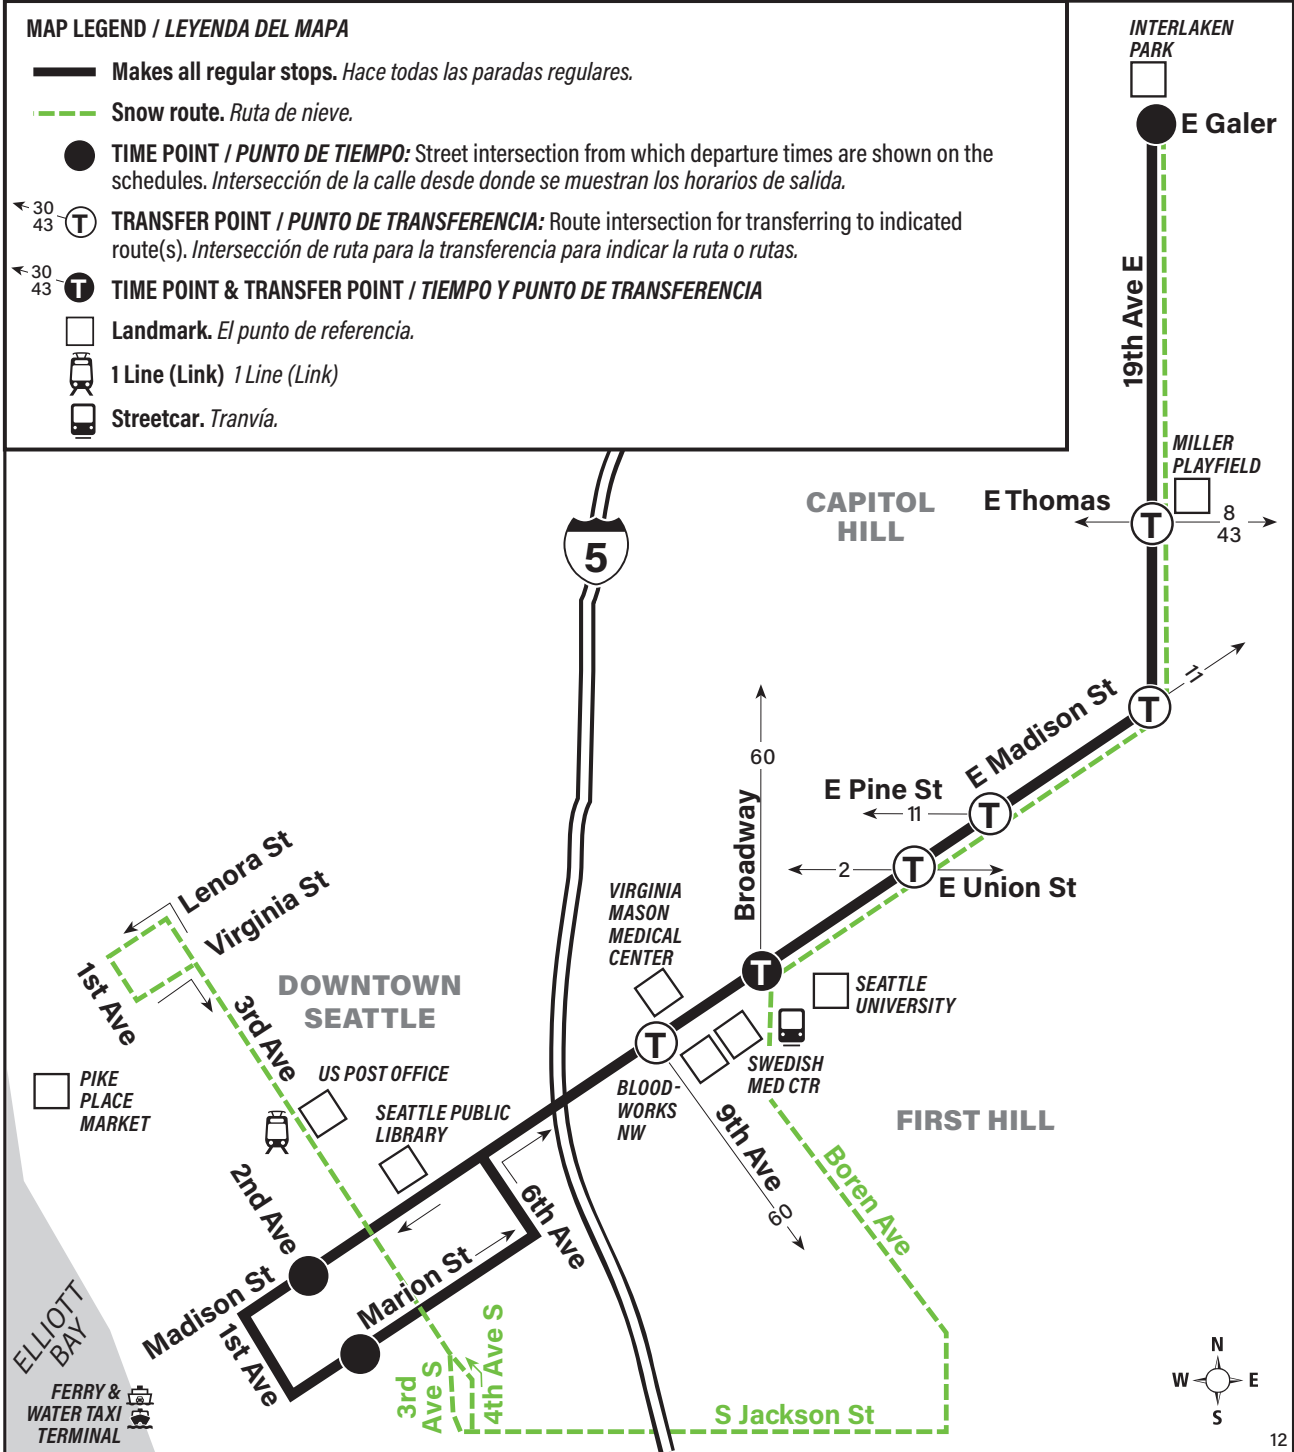 MAP LEGEND / LEYENDA DEL MAPA
Makes all regular stops. Hace todas las paradas regulares.
Snow route. Ruta de nieve.
TIME POINT / PUNTO DE TIEMPO: Street intersection from which departure times are shown on the
schedules. Intersección de la calle desde donde se muestran los horarios de salida.
30
43
T
TRANSFER POINT / PUNTO DE TRANSFERENCIA: Route intersection for transferring to indicated
route(s). Intersección de ruta para la transferencia para indicar la ruta o rutas.
30
43
T
TIME POINT & TRANSFER POINT / TIEMPO Y PUNTO DE TRANSFERENCIA
Landmark. El punto de referencia.
1 Line (Link) 1 Line (Link)
Streetcar. Tranvía.
INTERLAKEN
PARK
E Galer
19th Ave E
MILLER
PLAYFIELD
E Thomas
T
8
43
CAPITOL
HILL
5
11
T
E Madison St
60
E Pine St
11
T
Broadway
2
T
E Union St
Lenora St
Virginia St
1st Ave
3rd Ave
DOWNTOWN
SEATTLE
VIRGINIA
MASON
MEDICAL
CENTER
T
SEATTLE
UNIVERSITY
T
SWEDISH
MED CTR
BLOOD-
WORKS
NW
9th Ave
60
FIRST HILL
PIKE
PLACE
MARKET
US POST OFFICE
SEATTLE PUBLIC
LIBRARY
2nd Ave
6th Ave
Boren Ave
Madison St
Marion St
1st Ave
3rd
Ave S
4th Ave S
S Jackson St
ELLIOTT
BAY
FERRY &
WATER TAXI
TERMINAL
N
W
E
S
12